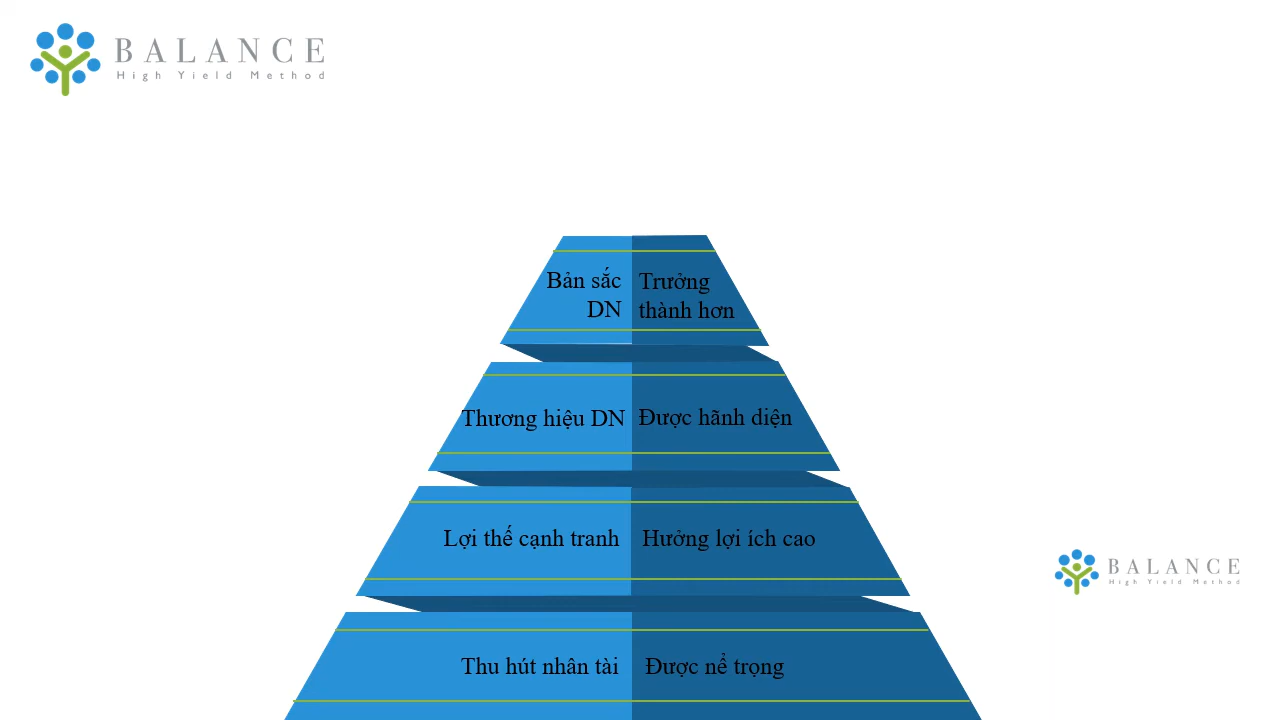 BALANCE
High Yield Method
Bản sắc
DN
Trưởng
thành hơn
Thương hiệu DN
Được hãnh diện
Lợi thế cạnh tranh
Hưởng lợi ích cao
BALANCE
High Yield Method
Thu hút nhân tài
Được nể trọng